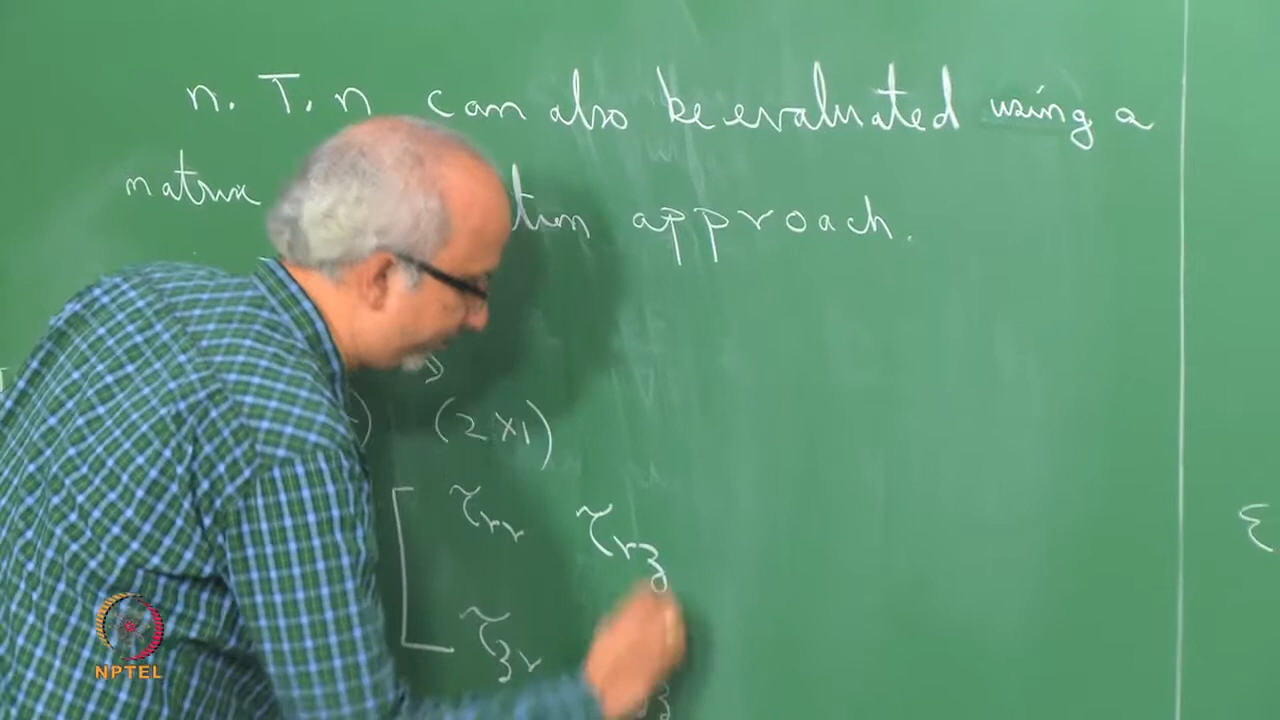 n. T. n can also be evaluated using a
matrix approach.
(2×1)
τrr τrz
τzr
ε
NPTEL